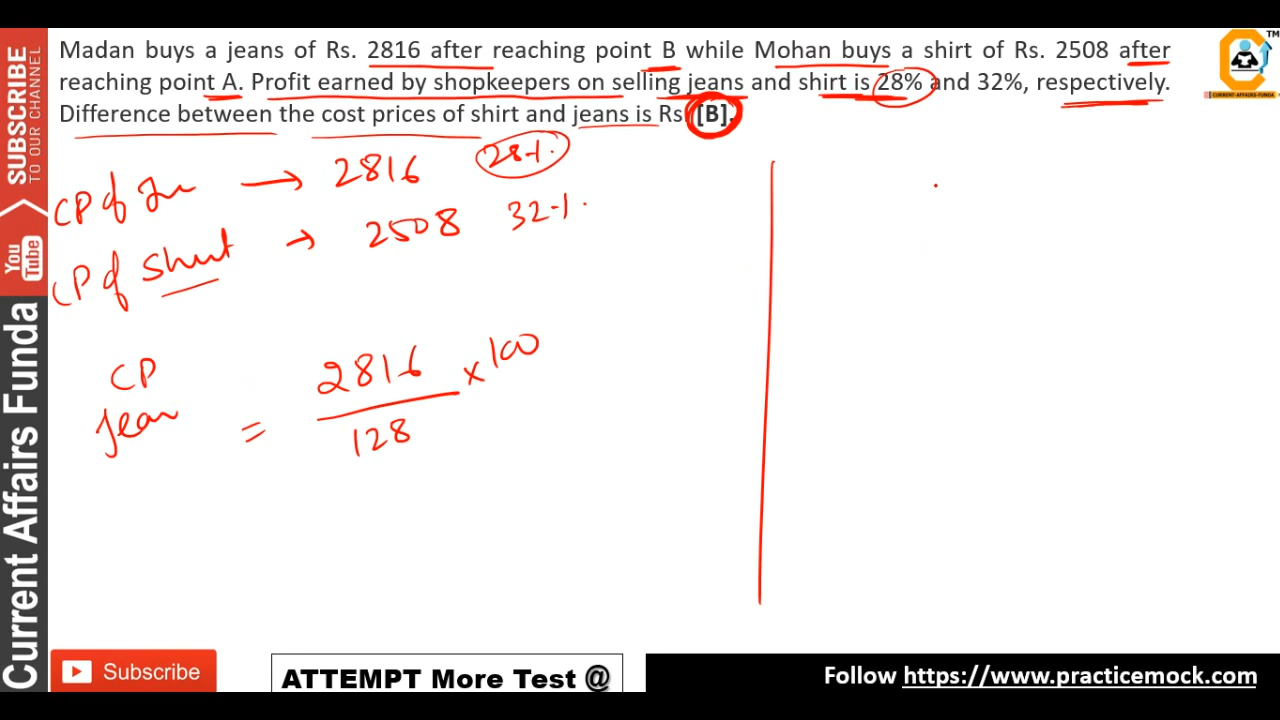 Madan buys a jeans of Rs. 2816 after reaching point B while Mohan buys a shirt of Rs. 2508 after
reaching point A. Profit earned by shopkeepers on selling jeans and shirt is 28% and 32%, respectively.
Difference between the cost prices of shirt and jeans is Rs [B].
TM
CURRENT-AFFAIRS-FUNDA
SUBSCRIBE
TO OUR CHANNEL
You
Tube
Current Affairs Funda
CP of → 2816 28%
CP of Shirt → 2508 32%
CP
Jean = 2816 × 100
128
Subscribe
ATTEMPT More Test @
Follow https://www.practicemock.com